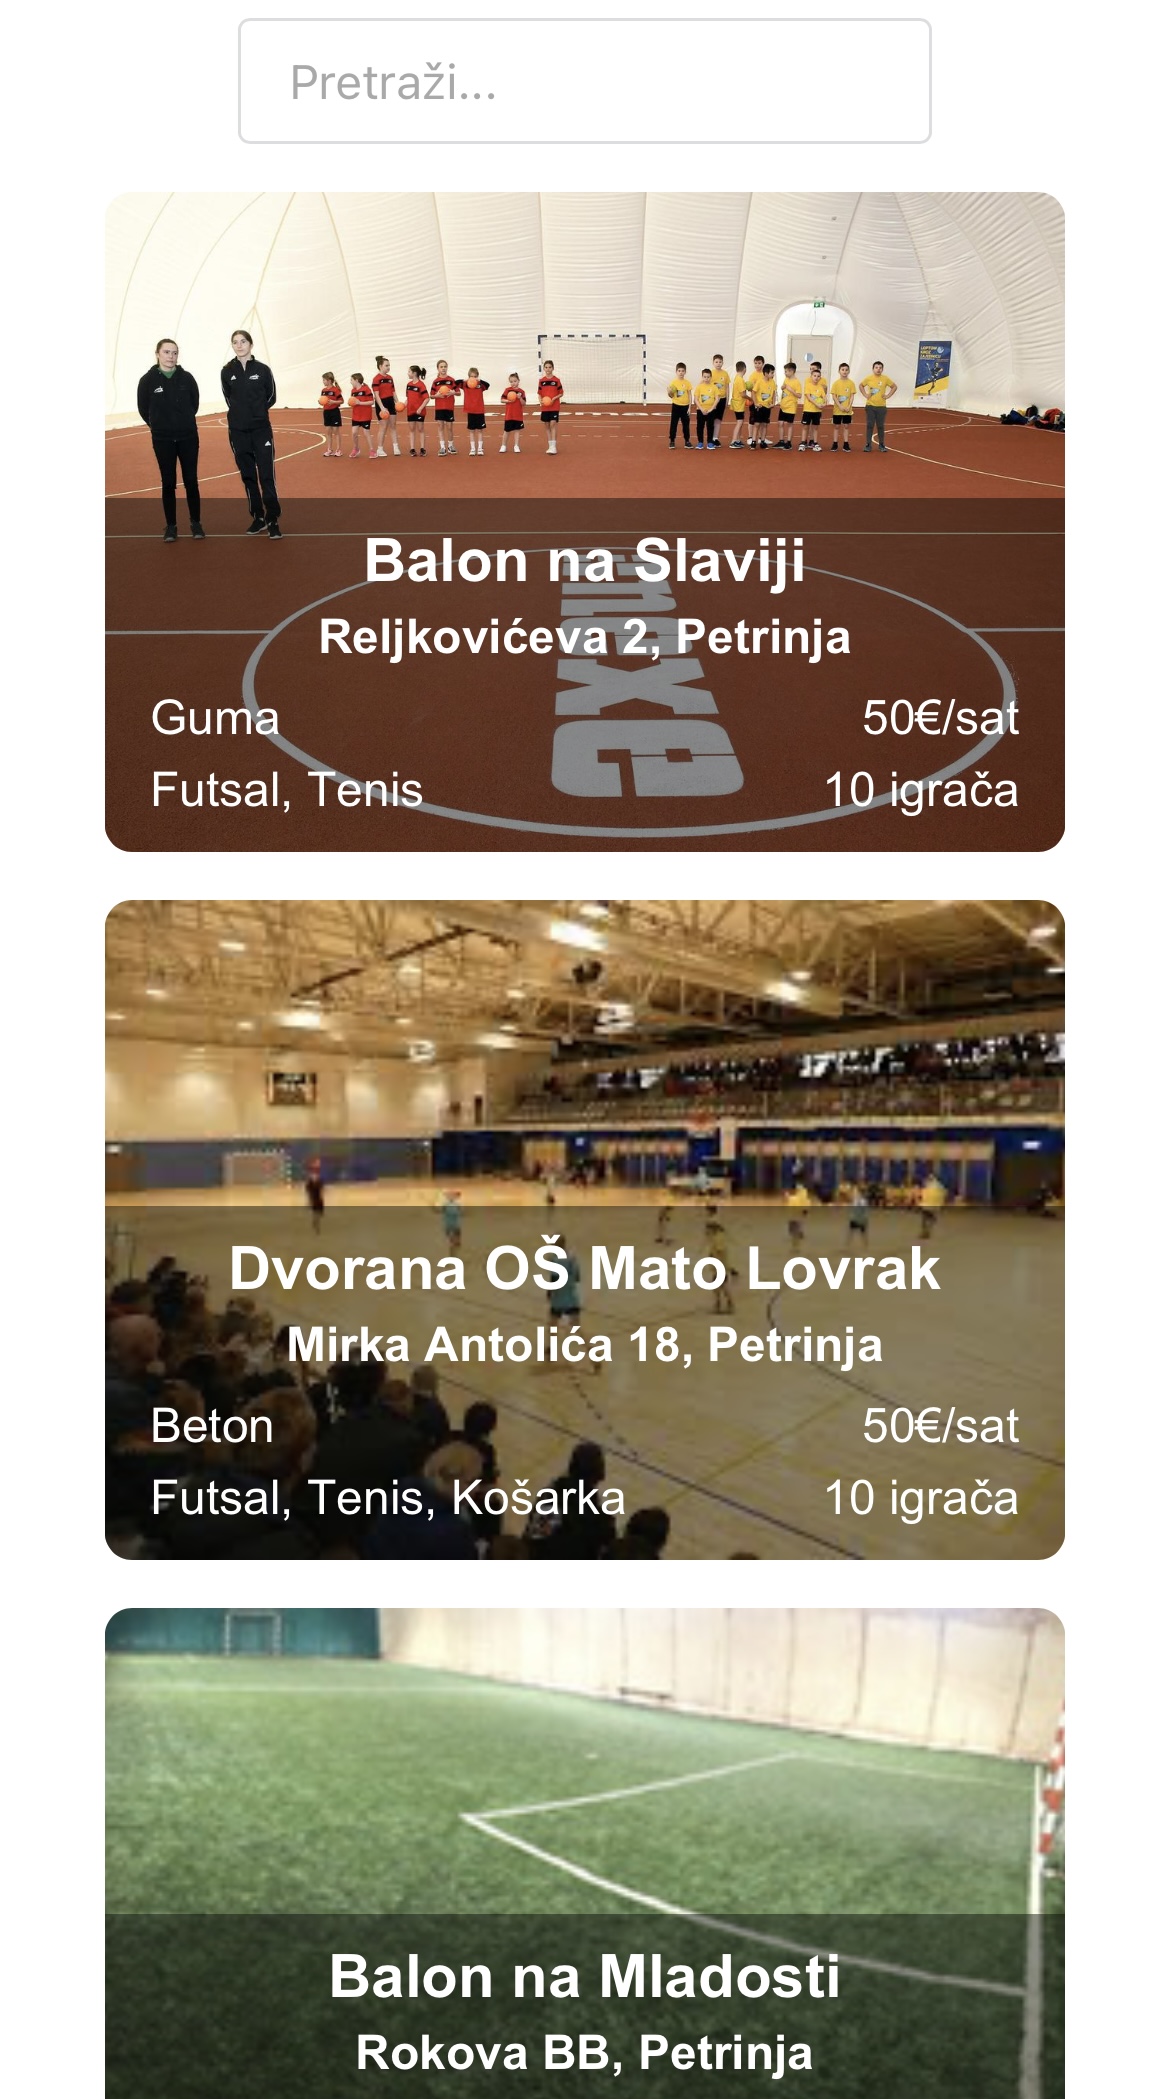 Pretraži...
Balon na Slaviji
Reljkovićeva 2, Petrinja
Guma 50€/sat
Futsal, Tenis 10 igrača
nexe
Dvorana OŠ Mato Lovrak
Mirka Antolića 18, Petrinja
Beton 50€/sat
Futsal, Tenis, Košarka 10 igrača
Balon na Mladosti
Rokova BB, Petrinja